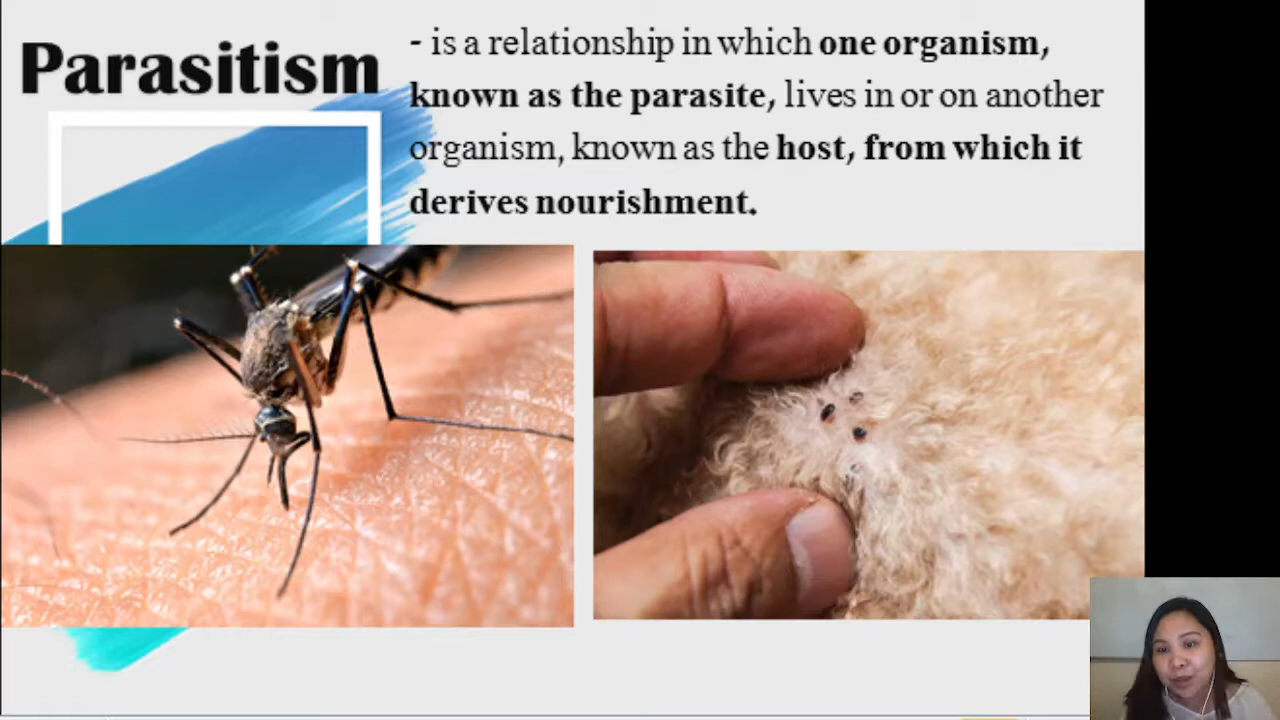 Parasitism
- is a relationship in which one organism,
known as the parasite, lives in or on another
organism, known as the host, from which it
derives nourishment.